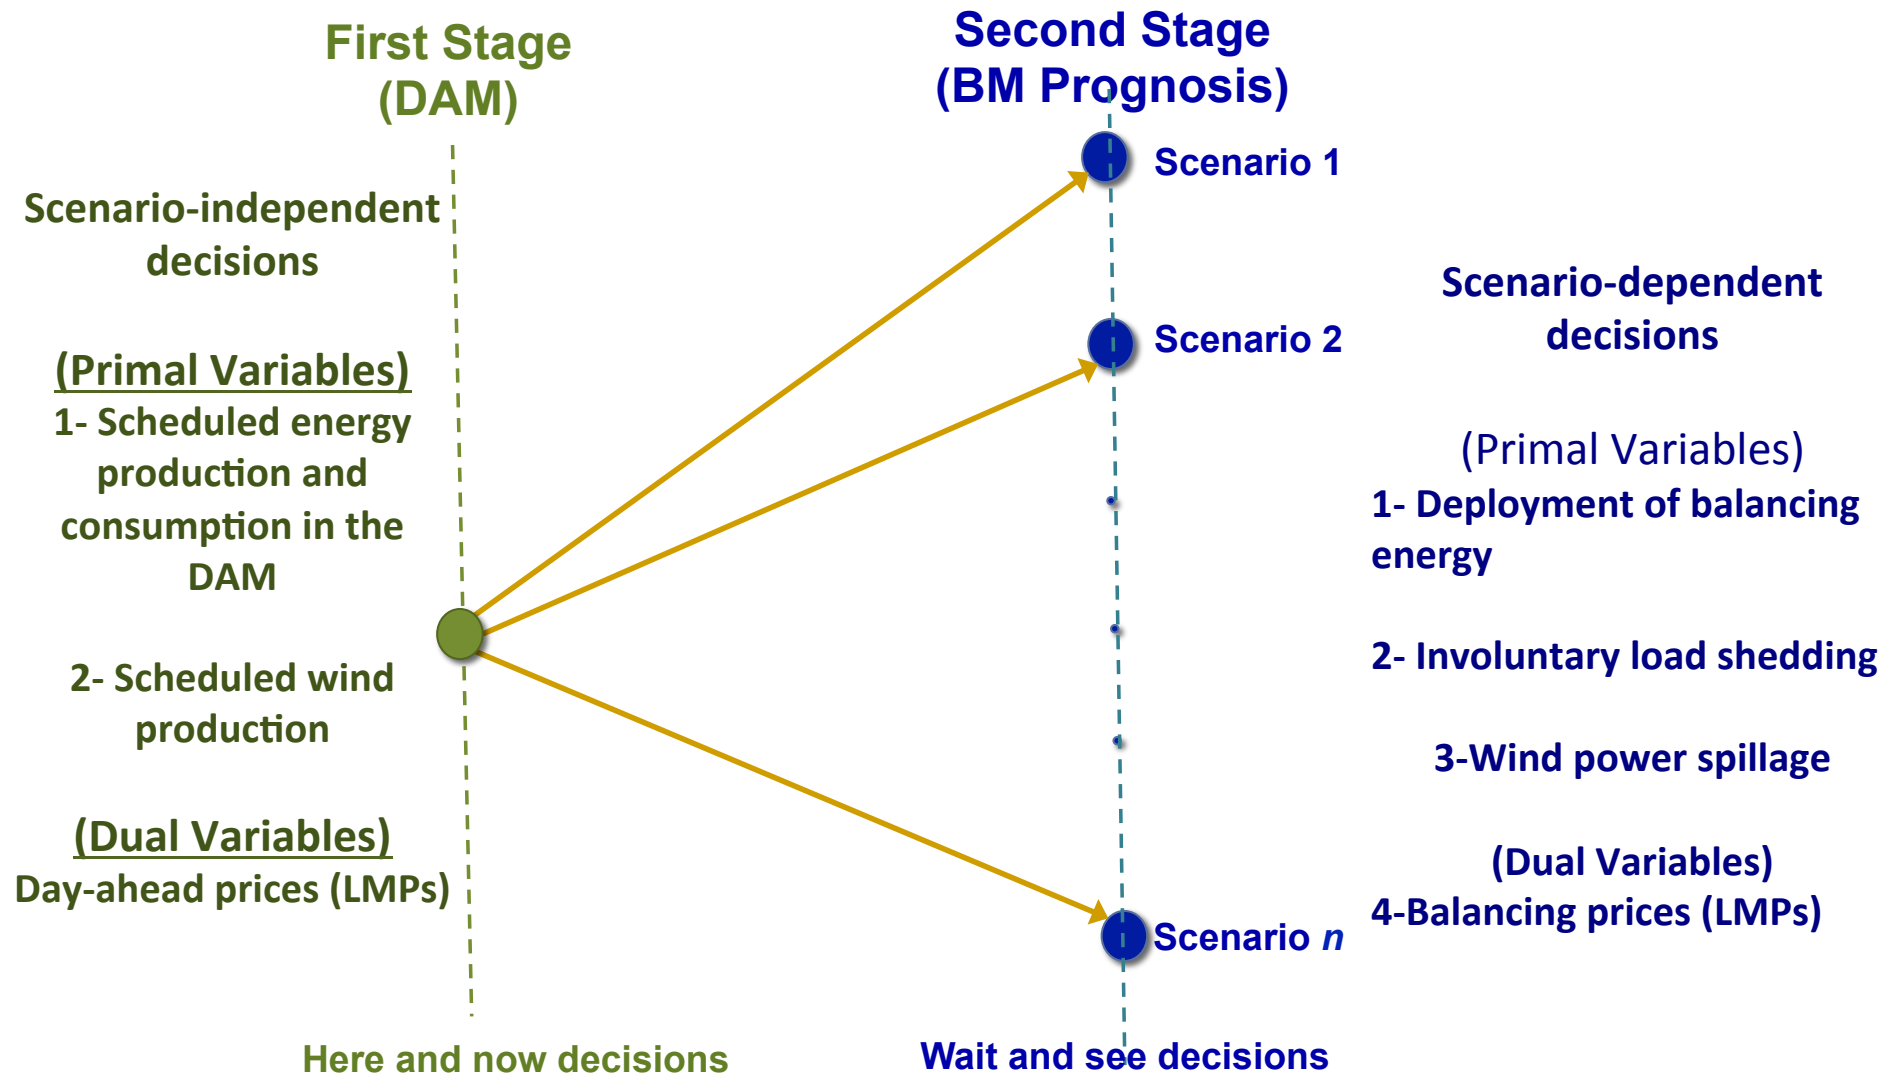 First Stage
(DAM)
Scenario-independent
decisions
(Primal Variables)
1- Scheduled energy
production and
consumption in the
DAM
2- Scheduled wind
production
(Dual Variables)
Day-ahead prices (LMPs)
Here and now decisions
Second Stage
(BM Prognosis)
Scenario 1
Scenario 2
Scenario n
Wait and see decisions
Scenario-dependent
decisions
(Primal Variables)
1- Deployment of balancing
energy
2- Involuntary load shedding
3-Wind power spillage
(Dual Variables)
4-Balancing prices (LMPs)